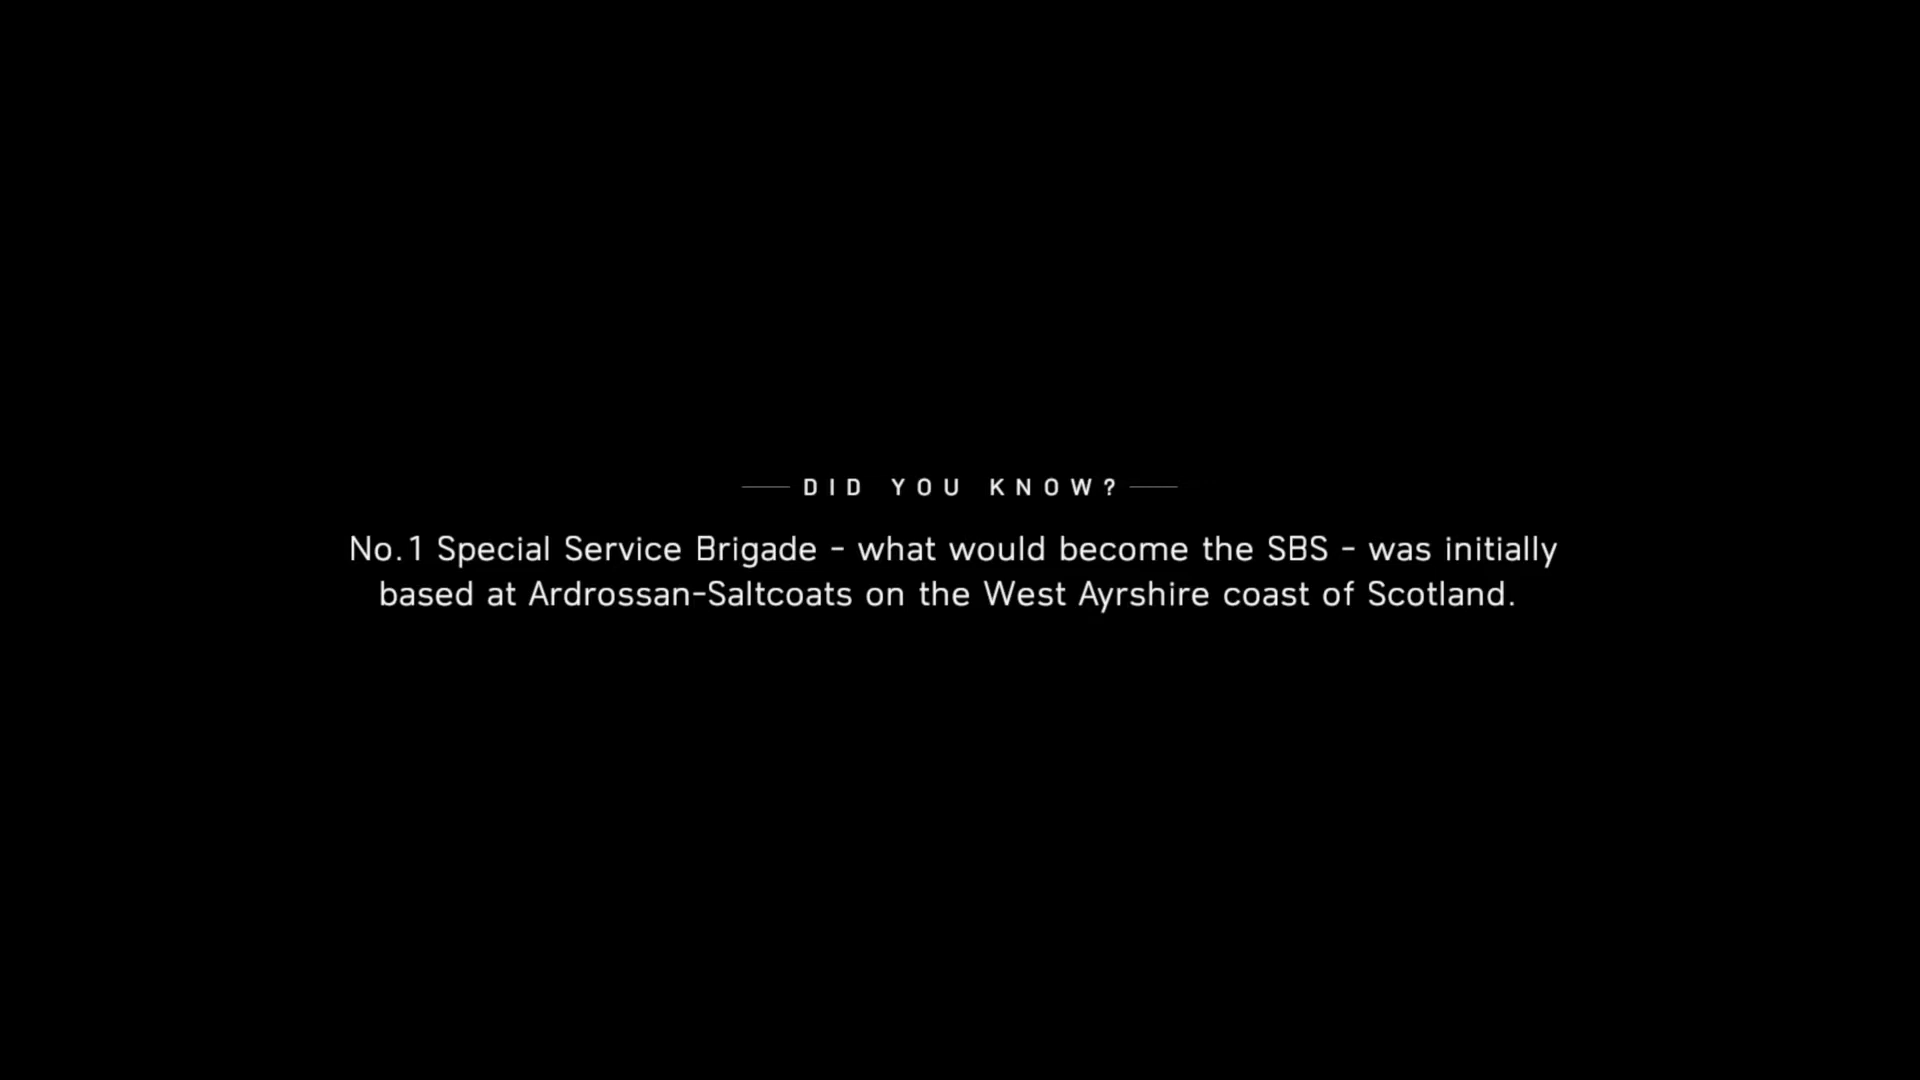 DID YOU KNOW?
No.1 Special Service Brigade - what would become the SBS - was initially
based at Ardrossan-Saltcoats on the West Ayrshire coast of Scotland.